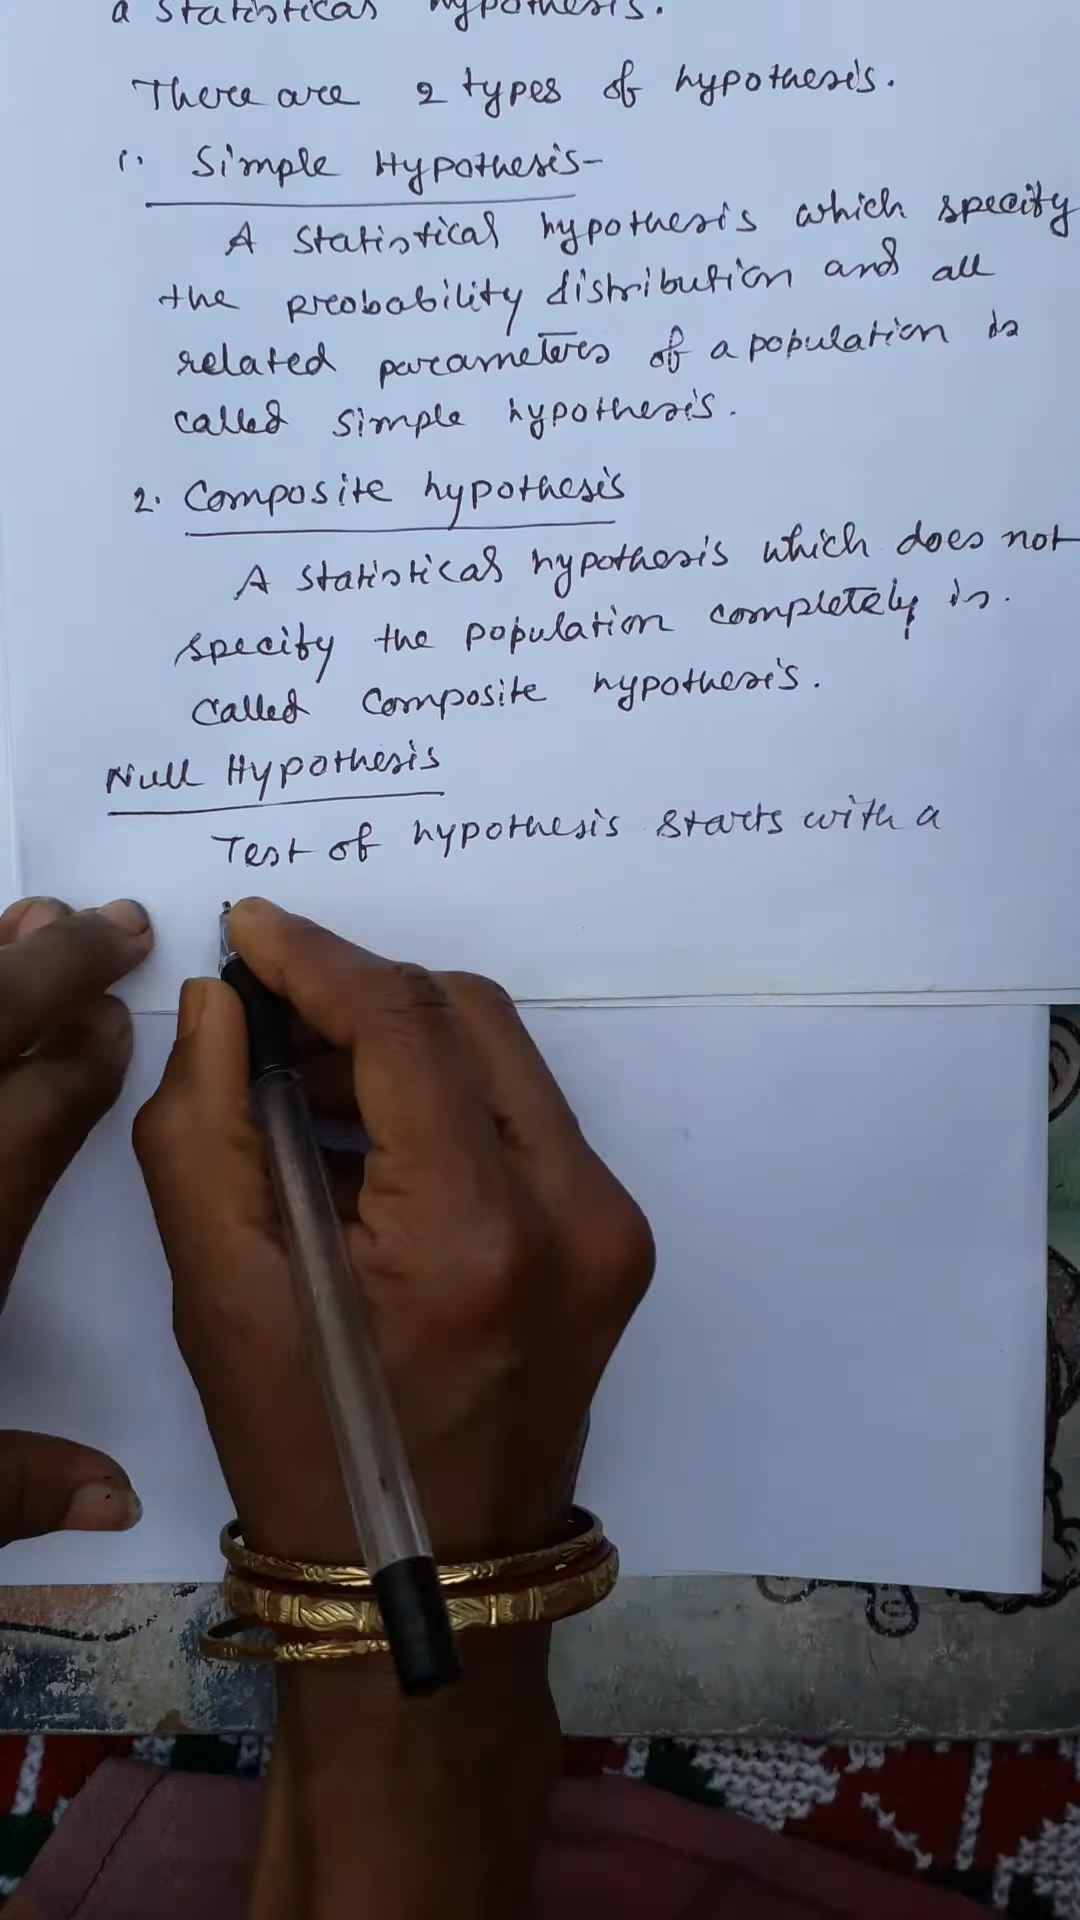 a statistical hypothesis.
There are 2 types of hypothesis.
1. Simple Hypothesis-
A statistical hypothesis which specify
the probability distribution and all
related parameters of a population is
called simple hypothesis.
2. Composite hypothesis
A statistical hypothesis which does not
specify the population completely is.
called composite hypothesis.
Null Hypothesis
Test of hypothesis starts with a